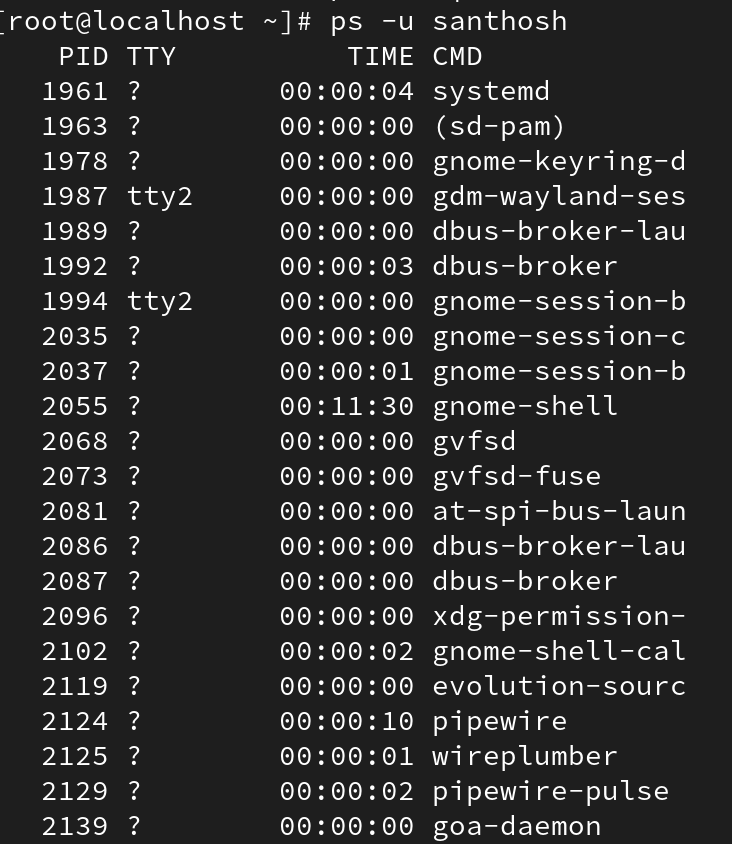 [root@localhost ~]# ps -u santhosh
PID TTY TIME CMD
1961 ? 00:00:04 systemd
1963 ? 00:00:00 (sd-pam)
1978 ? 00:00:00 gnome-keyring-d
1987 tty2 00:00:00 gdm-wayland-ses
1989 ? 00:00:00 dbus-broker-lau
1992 ? 00:00:03 dbus-broker
1994 tty2 00:00:00 gnome-session-b
2035 ? 00:00:00 gnome-session-c
2037 ? 00:00:01 gnome-session-b
2055 ? 00:11:30 gnome-shell
2068 ? 00:00:00 gvfsd
2073 ? 00:00:00 gvfsd-fuse
2081 ? 00:00:00 at-spi-bus-laun
2086 ? 00:00:00 dbus-broker-lau
2087 ? 00:00:00 dbus-broker
2096 ? 00:00:00 xdg-permission-
2102 ? 00:00:02 gnome-shell-cal
2119 ? 00:00:00 evolution-sourc
2124 ? 00:00:10 pipewire
2125 ? 00:00:01 wireplumber
2129 ? 00:00:02 pipewire-pulse
2139 ? 00:00:00 goa-daemon